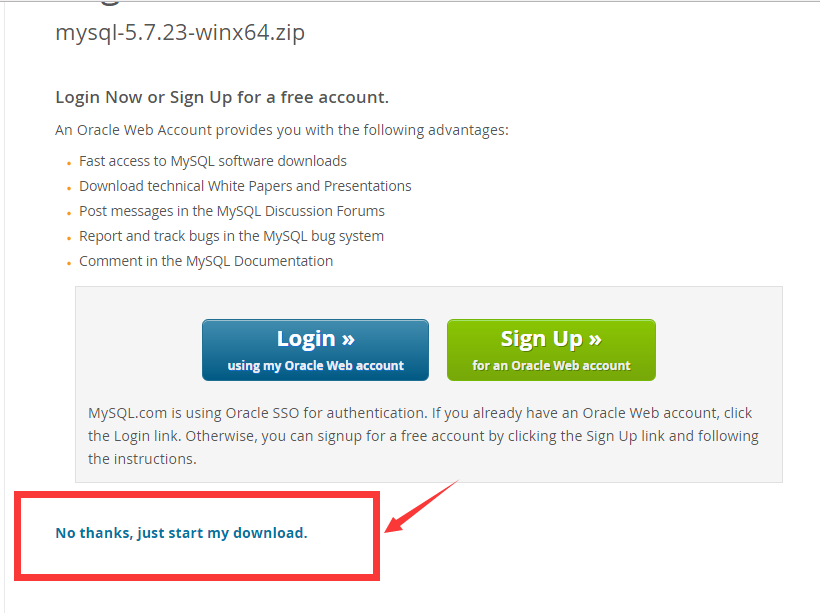 mysql-5.7.23-winx64.zip
Login Now or Sign Up for a free account.
An Oracle Web Account provides you with the following advantages:
Fast access to MySQL software downloads
Download technical White Papers and Presentations
Post messages in the MySQL Discussion Forums
Report and track bugs in the MySQL bug system
Comment in the MySQL Documentation
Login »
using my Oracle Web account
Sign Up »
for an Oracle Web account
MySQL.com is using Oracle SSO for authentication. If you already have an Oracle Web account, click
the Login link. Otherwise, you can signup for a free account by clicking the Sign Up link and following
the instructions.
No thanks, just start my download.